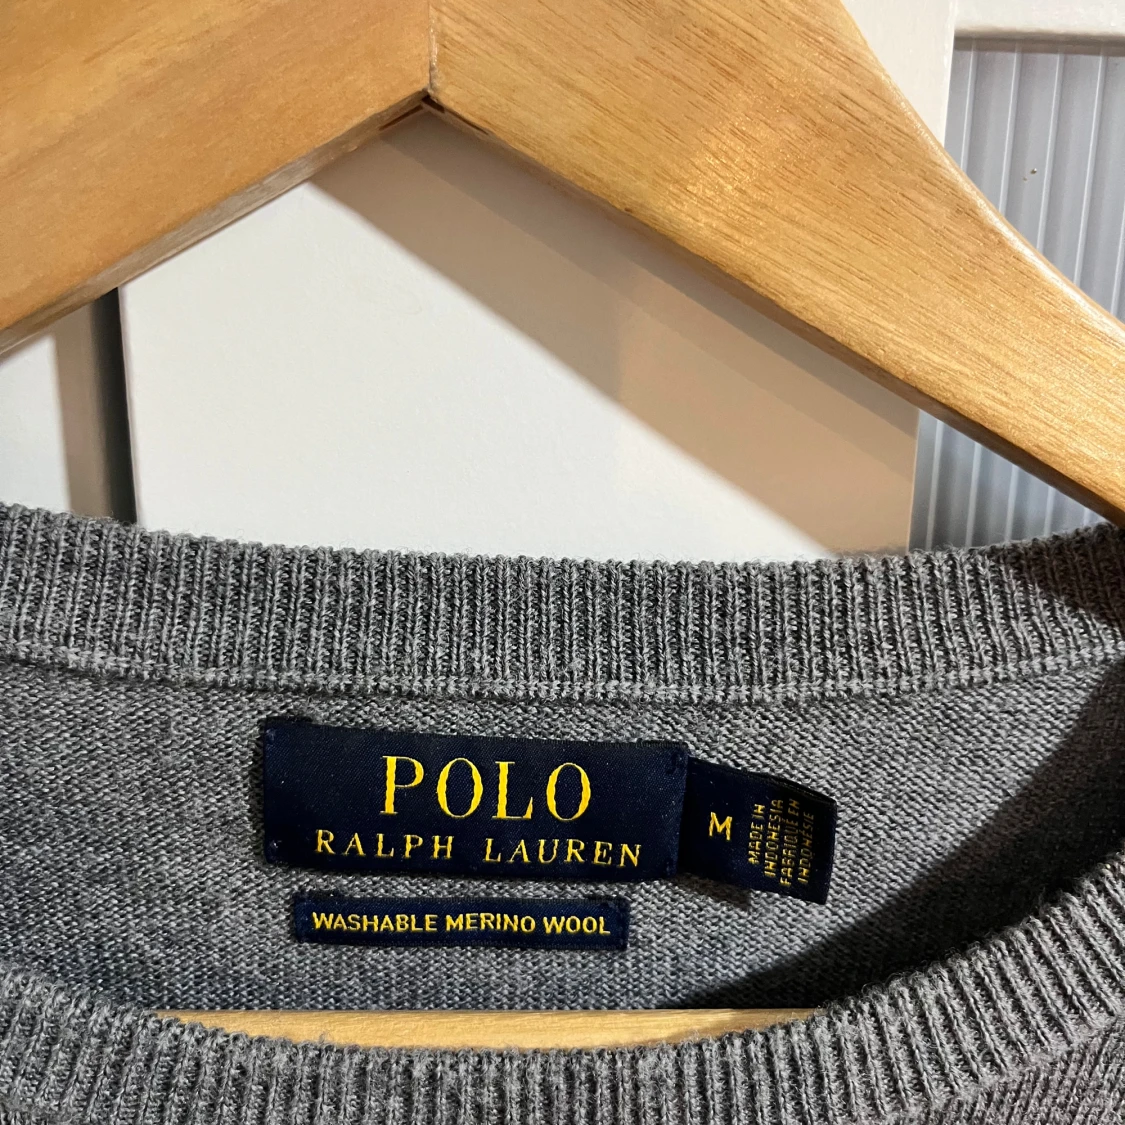 POLO
RALPH LAUREN
M
MADE IN
INDONESIA
FABRIQUÉ EN
INDONÉSIE
WASHABLE MERINO WOOL